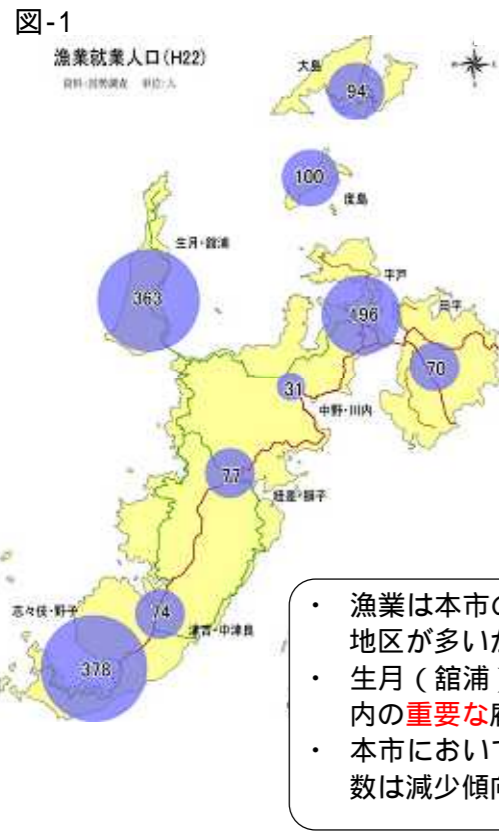 図-1
漁業就業人口(H22)
資料:国勢調査 単位:人
大島
94
100
度島
生月・舘浦
363
平戸
196
田平
70
31
中野・川内
77
紐差・獅子
志々伎・野子
74
津吉・中津良
378
・ 漁業は本市の
地区が多いが
・ 生月(舘浦)
内の重要な
・ 本市において
数は減少傾向